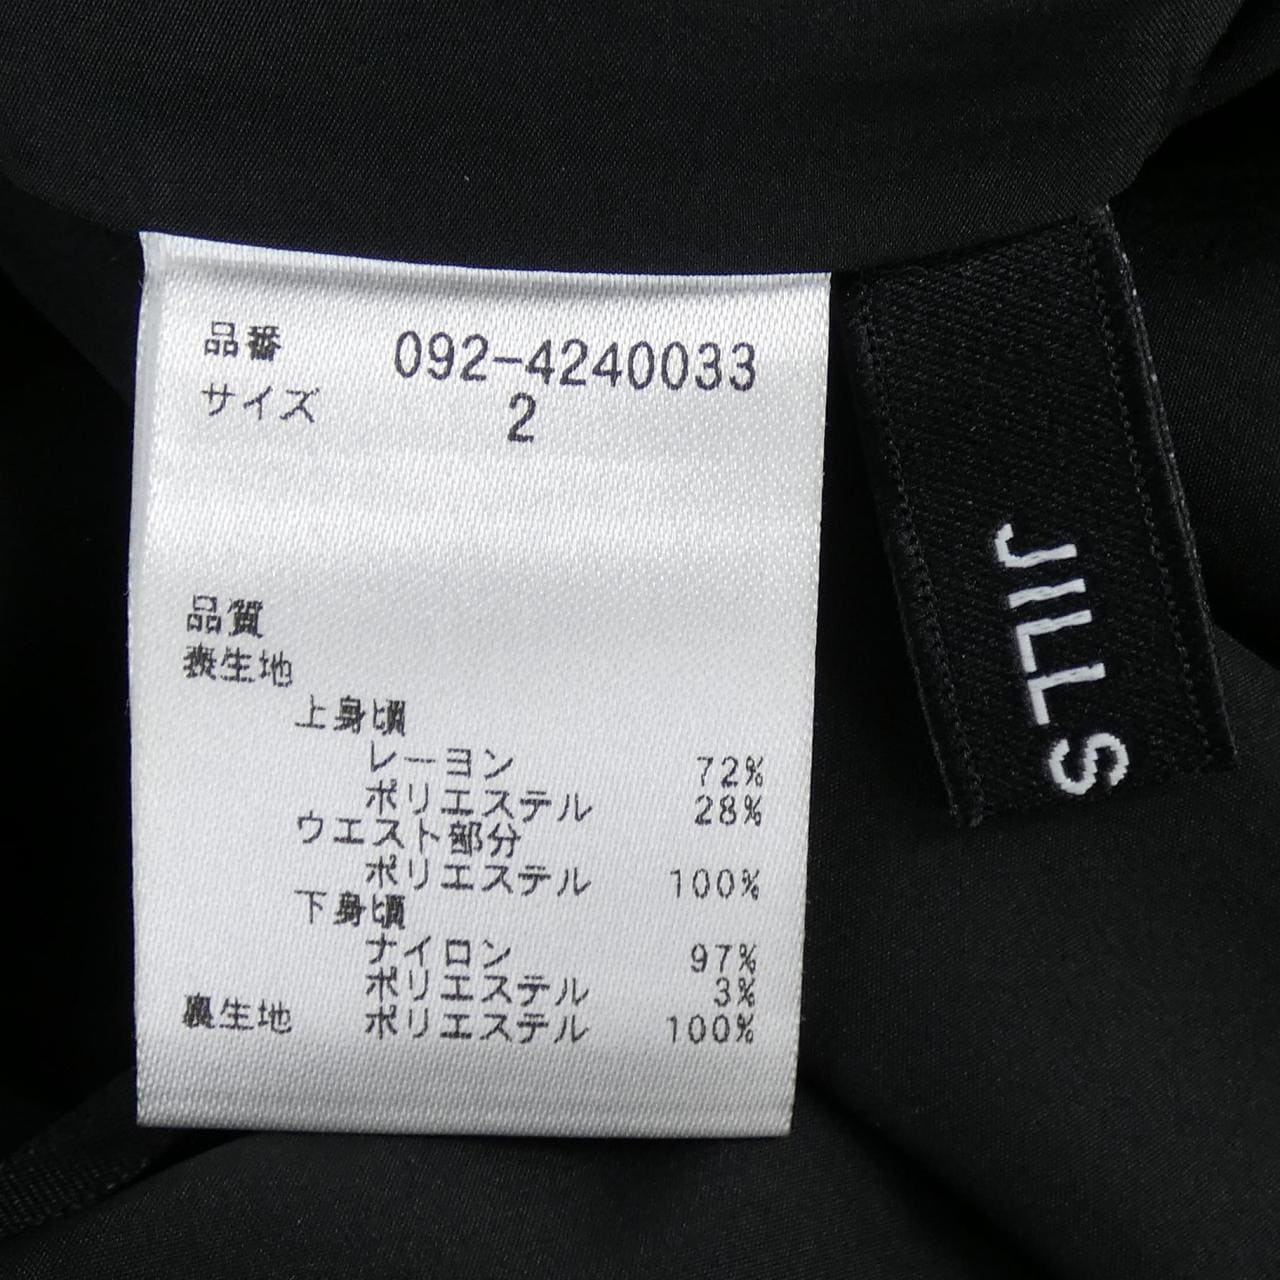 品番 092-4240033
サイズ 2
品質
表生地
上身頃
レーヨン 72%
ポリエステル 28%
ウエスト部分
ポリエステル 100%
下身頃
ナイロン 97%
ポリエステル 3%
裏生地 ポリエステル 100%
JILL S